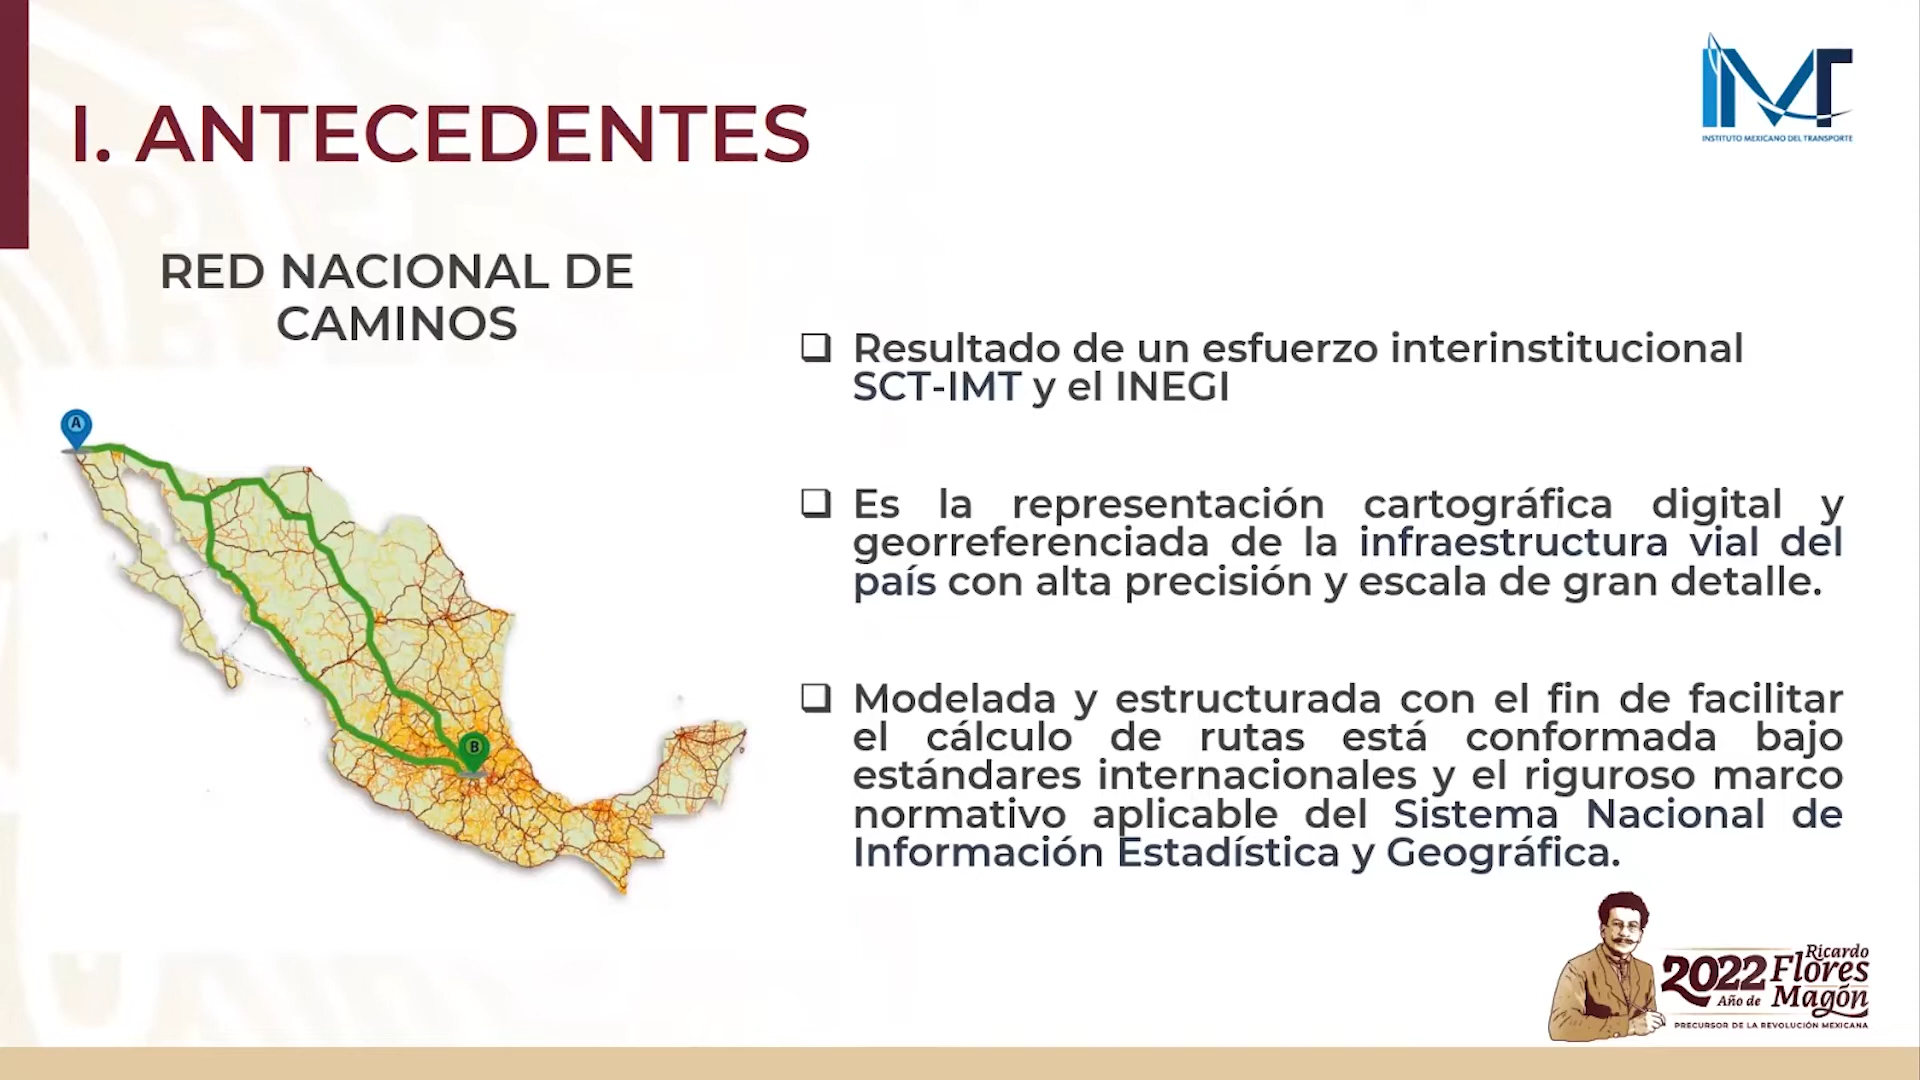 I. ANTECEDENTES
IMT
INSTITUTO MEXICANO DEL TRANSPORTE
RED NACIONAL DE
CAMINOS
A
B
Resultado de un esfuerzo interinstitucional
SCT-IMT y el INEGI
Es la representación cartográfica digital y
georreferenciada de la infraestructura vial del
país con alta precisión y escala de gran detalle.
Modelada y estructurada con el fin de facilitar
el cálculo de rutas está conformada bajo
estándares internacionales y el riguroso marco
normativo aplicable del Sistema Nacional de
Información Estadística y Geográfica.
2022
Año de
Ricardo
Flores
Magón
PRECURSOR DE LA REVOLUCIÓN MEXICANA